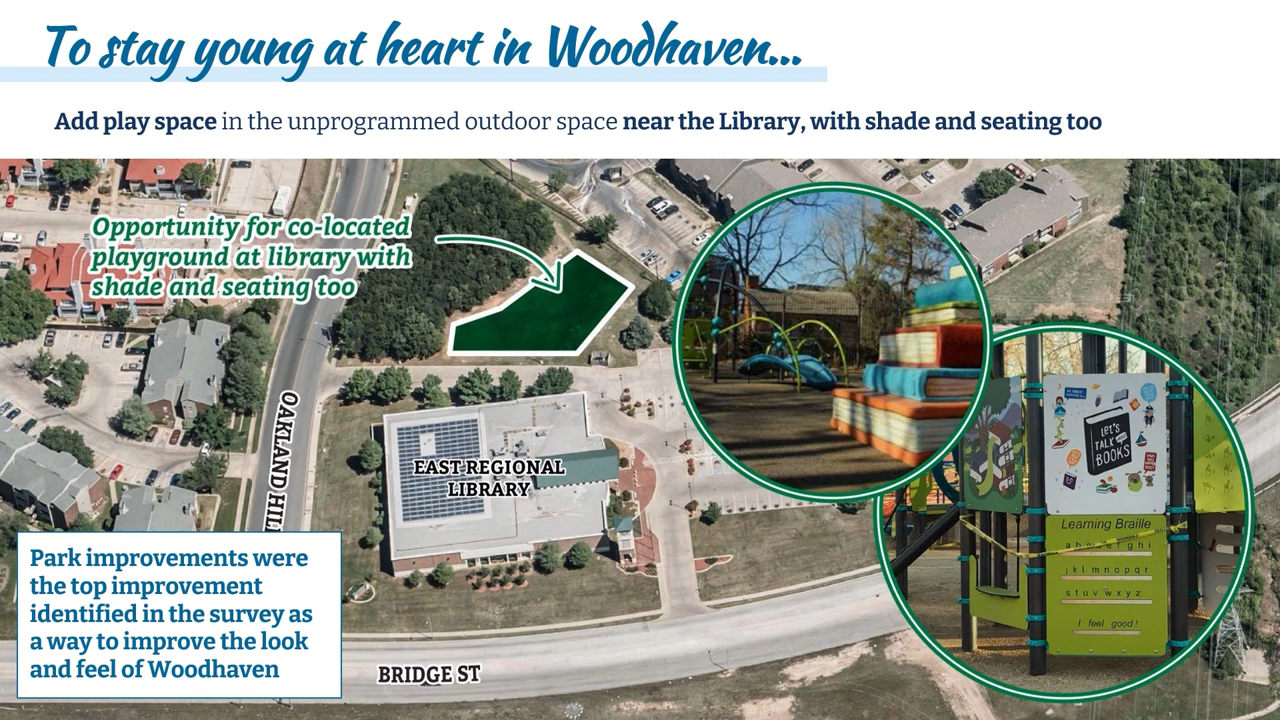 To stay young at heart in Woodhaven...
Add play space in the unprogrammed outdoor space near the Library, with shade and seating too
Opportunity for co-located
playground at library with
shade and seating too
OAKLAND HIL
EAST REGIONAL
LIBRARY
BRIDGE ST
Park improvements were
the top improvement
identified in the survey as
a way to improve the look
and feel of Woodhaven
LET'S
TALK
BOOKS
Learning Braille
a b c d e f g h i
j k l m n o p q r
s t u v w x y z
I feel good!